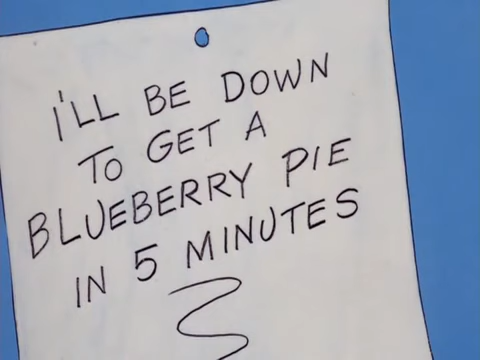 I'LL BE DOWN
TO GET A
BLUEBERRY PIE
IN 5 MINUTES